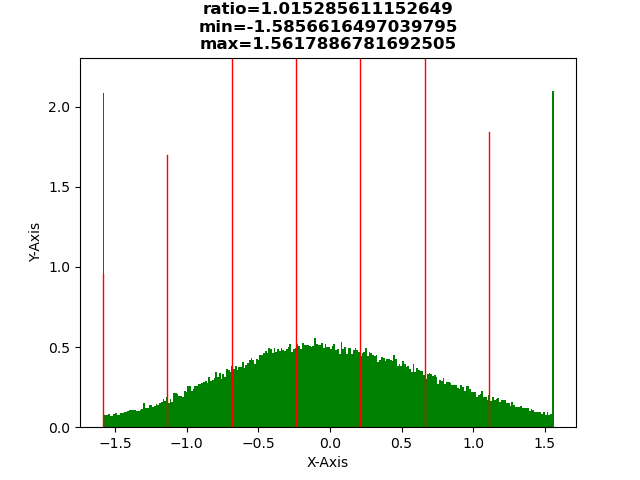 ratio=1.015285611152649
min=-1.5856616497039795
max=1.5617886781692505
2.0
1.5
1.0
0.5
0.0
Y-Axis
−1.5 −1.0 −0.5 0.0 0.5 1.0 1.5
X-Axis